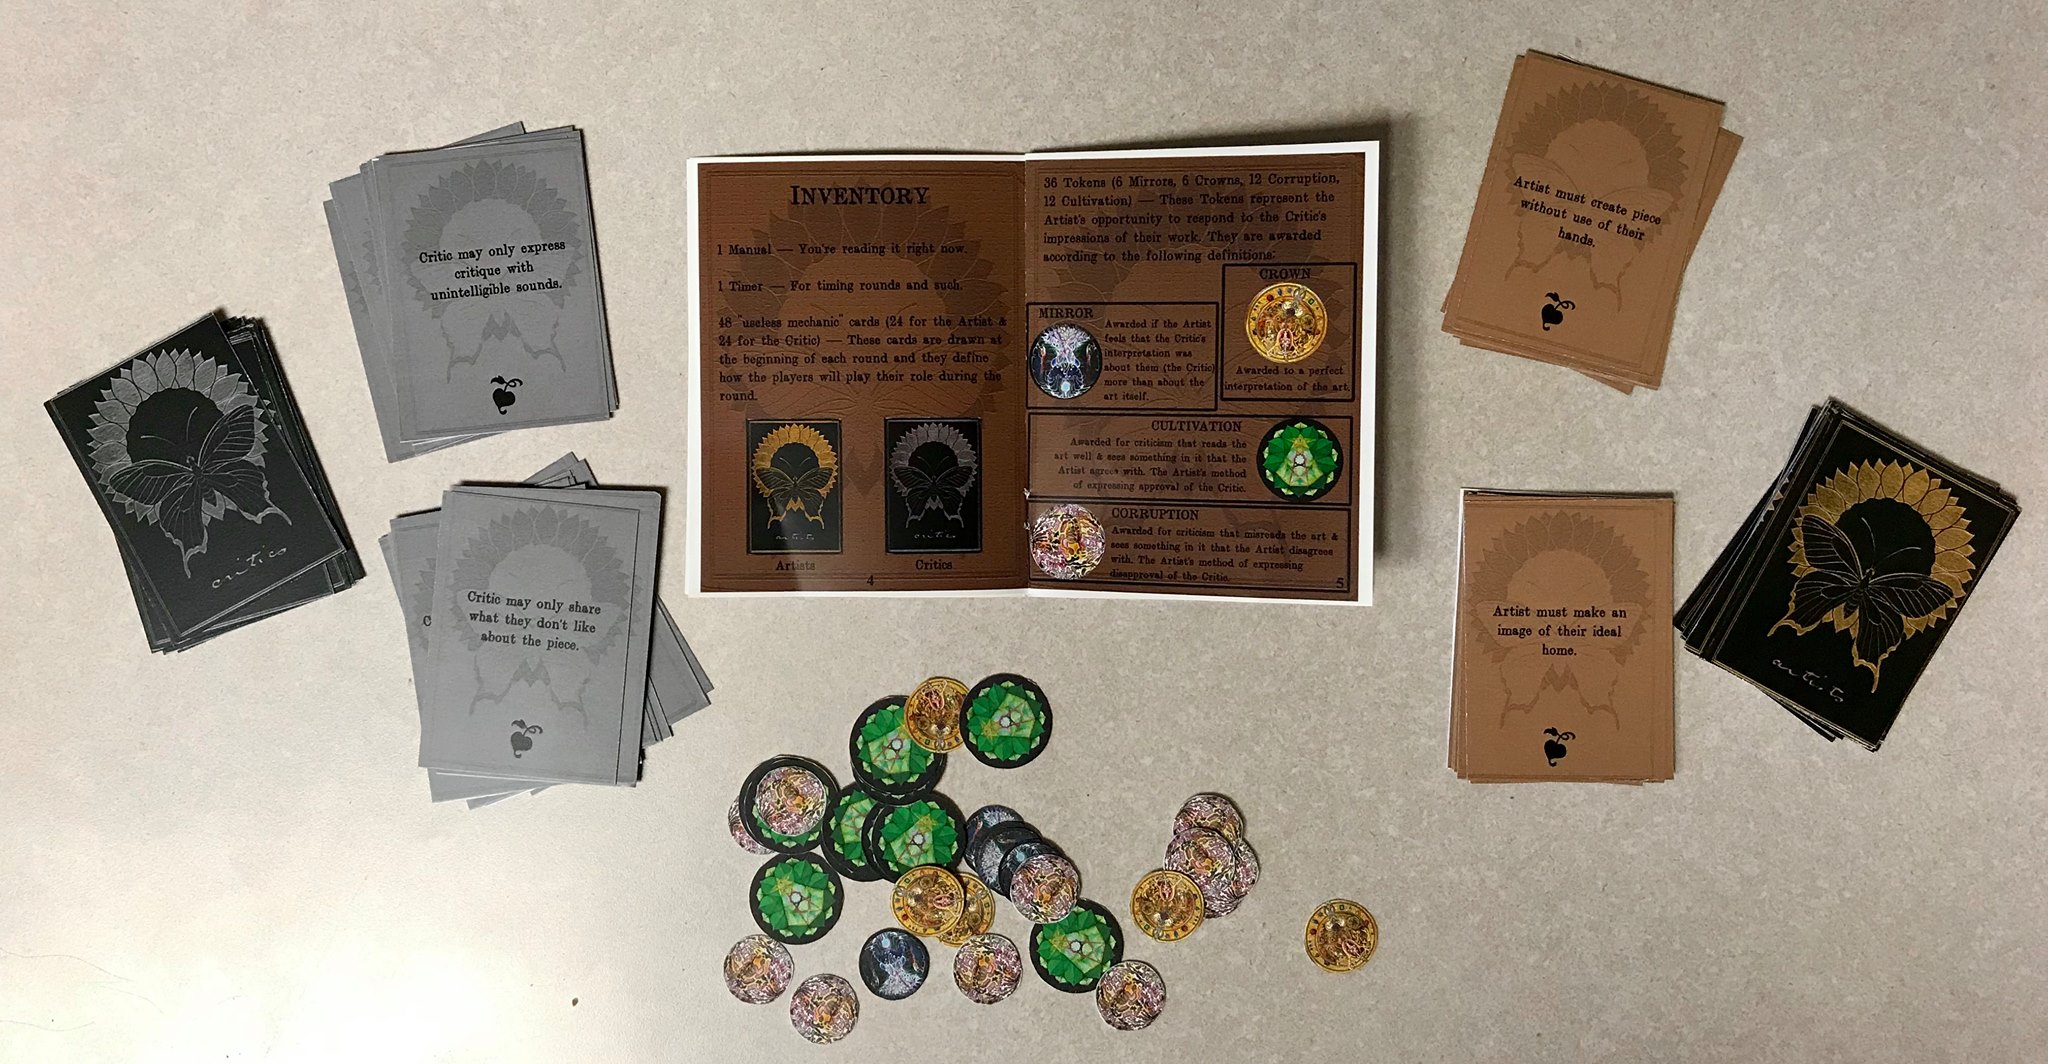 Critic may only express
critique with
unintelligible sounds.
critics
C
Critic may only share
what they don't like
about the piece.
INVENTORY
1 Manual — You're reading it right now.
1 Timer — For timing rounds and such.
48 "useless mechanic" cards (24 for the Artist &
24 for the Critic) — These cards are drawn at
the beginning of each round and they define
how the players will play their role during the
round.
artists
critics
Artists
Critics
4
36 Tokens (6 Mirrors, 6 Crowns, 12 Corruption,
12 Cultivation) — These Tokens represent the
Artist's opportunity to respond to the Critic's
impressions of their work. They are awarded
according to the following definitions:
MIRROR
Awarded if the Artist
feels that the Critic's
interpretation was
about them (the Critic)
more than about the
art itself.
CROWN
Awarded to a perfect
interpretation of the art.
CULTIVATION
Awarded for criticism that reads the
art well & sees something in it that the
Artist agrees with. The Artist's method
of expressing approval of the Critic.
CORRUPTION
Awarded for criticism that misreads the art &
sees something in it that the Artist disagrees
with. The Artist's method of expressing
disapproval of the Critic.
5
Artist must create piece
without use of their
hands.
Artist must make an
image of their ideal
home.
artists